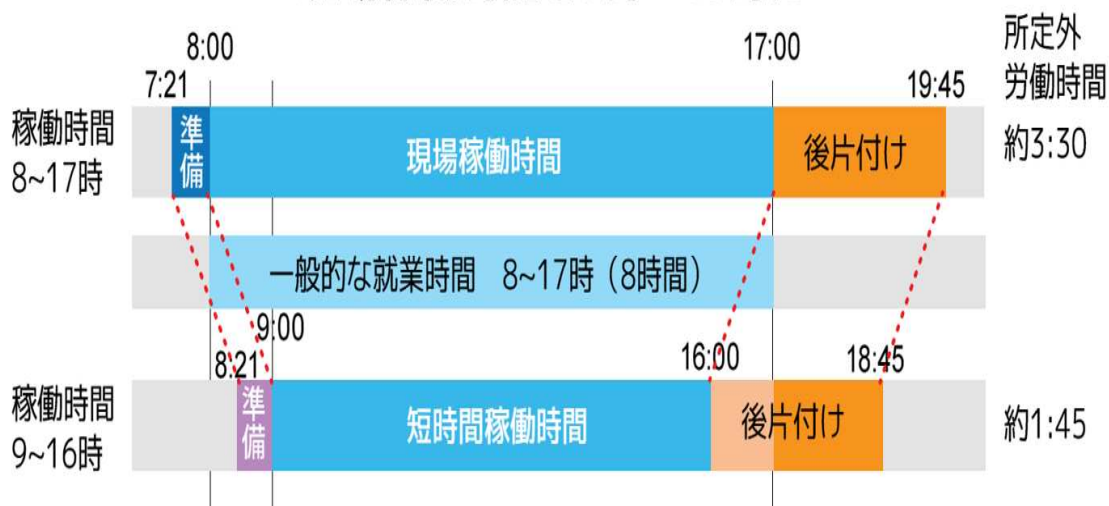 8:00
17:00
所定外
労働時間
7:21
19:45
稼働時間
8~17時
準備
現場稼働時間
後片付け
約3:30
一般的な就業時間　8~17時（8時間）
9:00
8:21
16:00
18:45
稼働時間
9~16時
準備
短時間稼働時間
後片付け
約1:45